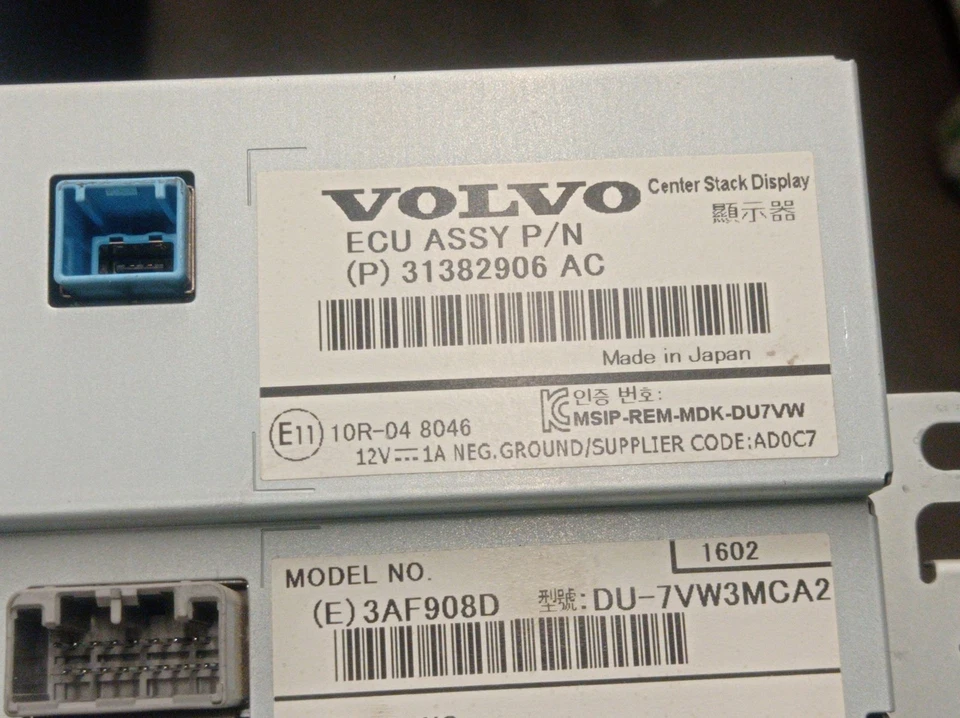 VOLVO Center Stack Display
顯示器
ECU ASSY P/N
(P) 31382906 AC
Made in Japan
E11 10R-04 8046
인증 번호:
MSIP-REM-MDK-DU7VW
12V⎓1A NEG.GROUND/SUPPLIER CODE:AD0C7
1602
MODEL NO.
(E)3AF908D 型號:DU-7VW3MCA2